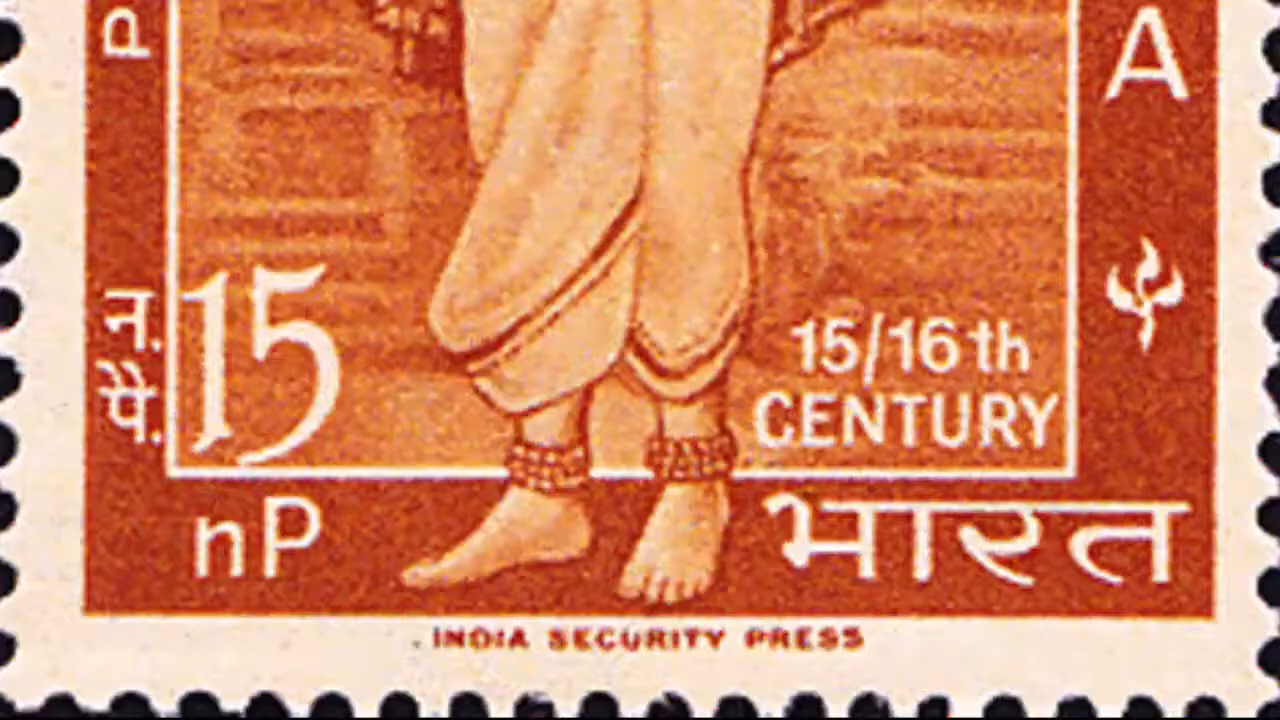 P
A
न.
पै.
15
15/16th
CENTURY
nP
भारत
INDIA SECURITY PRESS